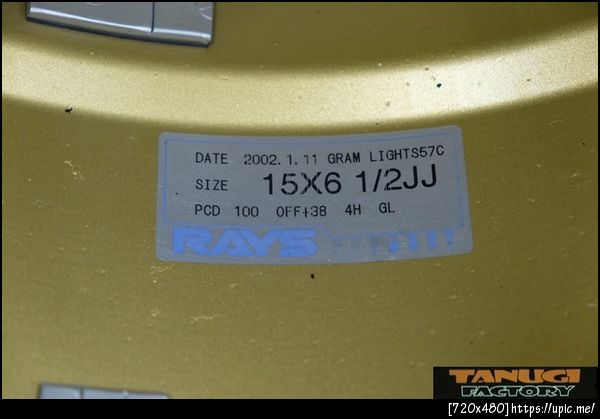 DATE 2002.1.11 GRAM LIGHTS57C
SIZE 15X6 1/2JJ
PCD 100 OFF+38 4H GL
RAYS
TANUGI
FACTORY
[720x480]https://upic.me/